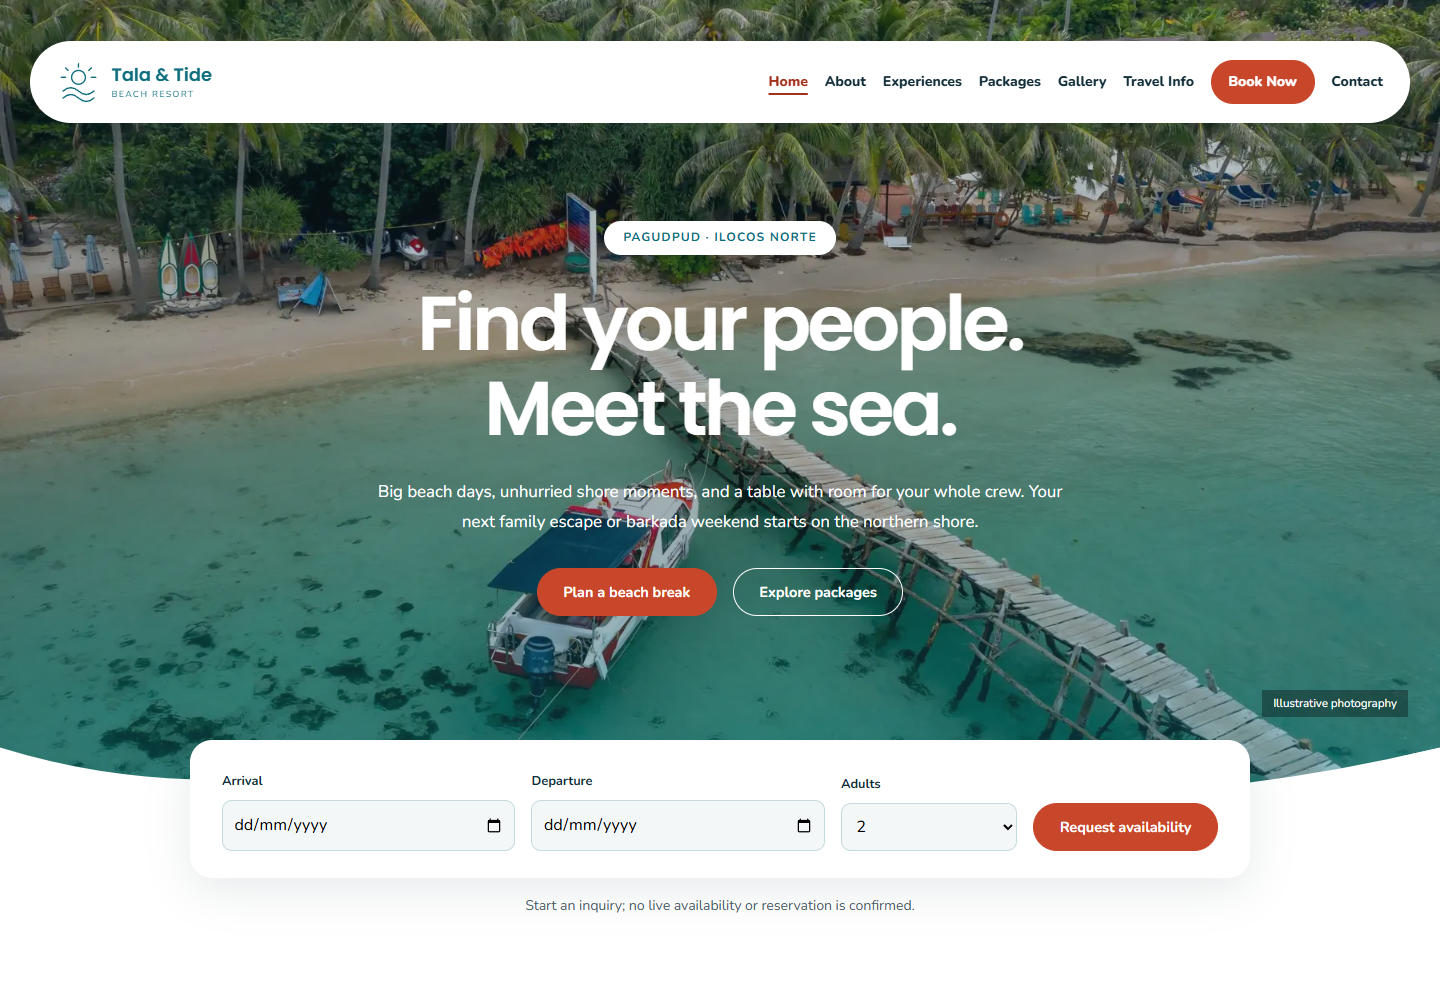 Tala & Tide
BEACH RESORT
Home
About
Experiences
Packages
Gallery
Travel Info
Book Now
Contact
PAGUDPUD · ILOCOS NORTE
Find your people.
Meet the sea.
Big beach days, unhurried shore moments, and a table with room for your whole crew. Your
next family escape or barkada weekend starts on the northern shore.
Plan a beach break
Explore packages
Illustrative photography
Arrival
dd/mm/yyyy
Departure
dd/mm/yyyy
Adults
2
Request availability
Start an inquiry; no live availability or reservation is confirmed.